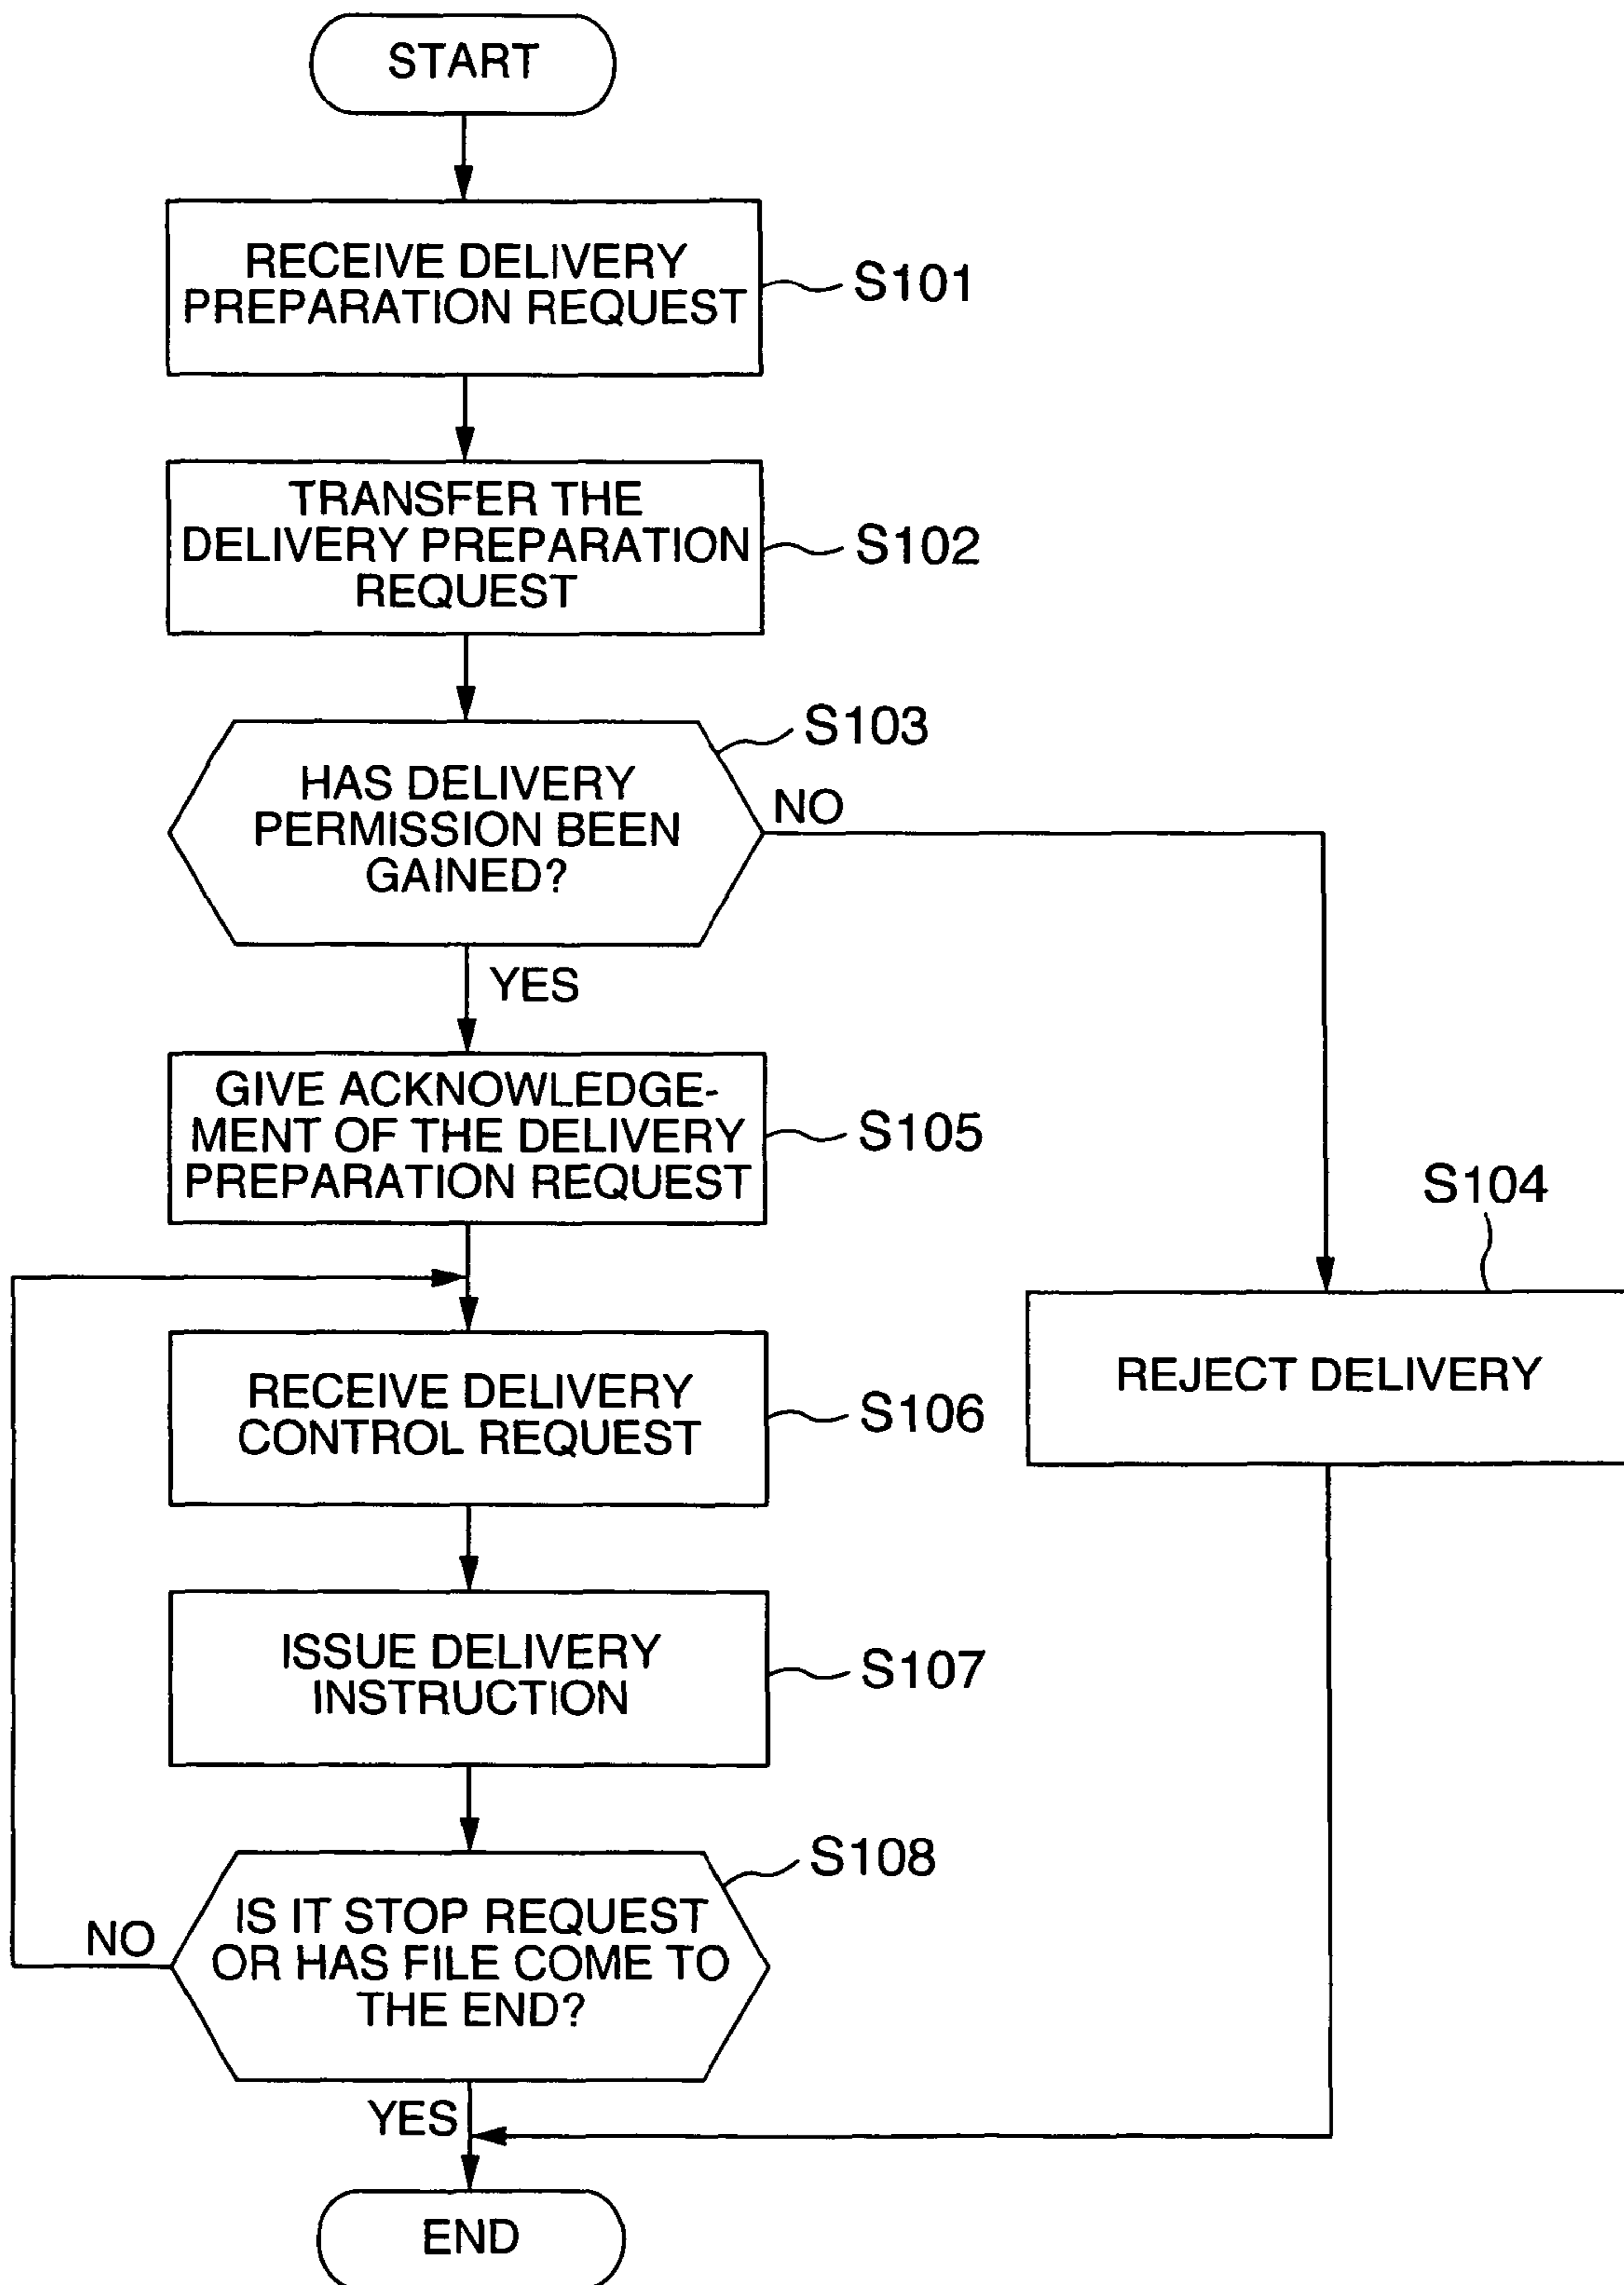 START
RECEIVE DELIVERY
PREPARATION REQUEST
S101
TRANSFER THE
DELIVERY PREPARATION
REQUEST
S102
S103
HAS DELIVERY
PERMISSION BEEN
GAINED?
NO
YES
GIVE ACKNOWLEDGE-
MENT OF THE DELIVERY
PREPARATION REQUEST
S105
S104
REJECT DELIVERY
RECEIVE DELIVERY
CONTROL REQUEST
S106
ISSUE DELIVERY
INSTRUCTION
S107
S108
IS IT STOP REQUEST
OR HAS FILE COME TO
THE END?
NO
YES
END